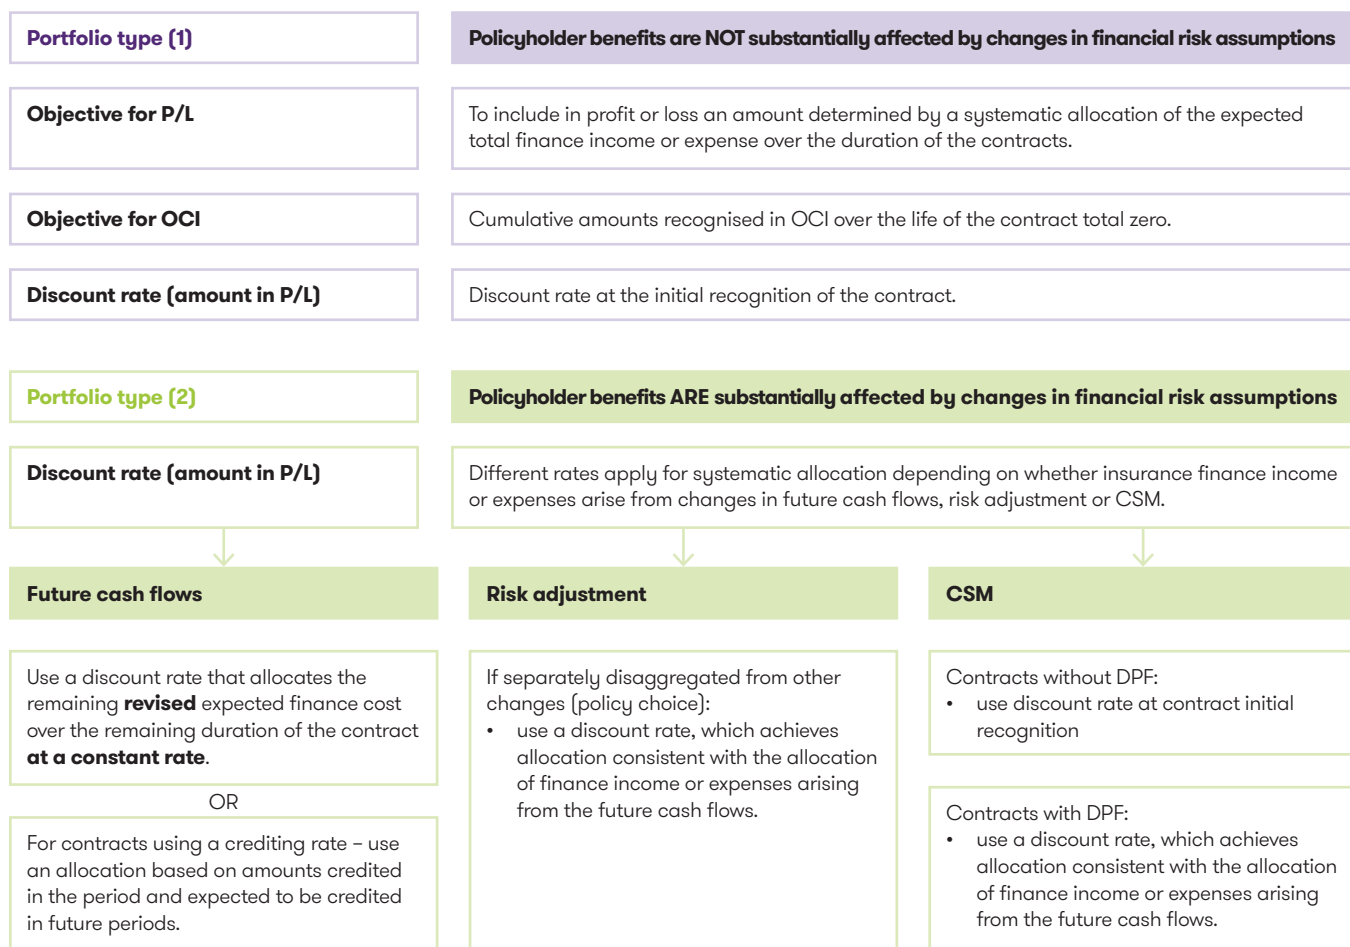 Portfolio type (1)
Policyholder benefits are NOT substantially affected by changes in financial risk assumptions
Objective for P/L
To include in profit or loss an amount determined by a systematic allocation of the expected
total finance income or expense over the duration of the contracts.
Objective for OCI
Cumulative amounts recognised in OCI over the life of the contract total zero.
Discount rate (amount in P/L)
Discount rate at the initial recognition of the contract.
Portfolio type (2)
Policyholder benefits ARE substantially affected by changes in financial risk assumptions
Discount rate (amount in P/L)
Different rates apply for systematic allocation depending on whether insurance finance income
or expenses arise from changes in future cash flows, risk adjustment or CSM.
Future cash flows
Use a discount rate that allocates the
remaining revised expected finance cost
over the remaining duration of the contract
at a constant rate.
OR
For contracts using a crediting rate – use
an allocation based on amounts credited
in the period and expected to be credited
in future periods.
Risk adjustment
If separately disaggregated from other
changes (policy choice):
• use a discount rate, which achieves
allocation consistent with the allocation
of finance income or expenses arising
from the future cash flows.
CSM
Contracts without DPF:
• use discount rate at contract initial
recognition
Contracts with DPF:
• use a discount rate, which achieves
allocation consistent with the allocation
of finance income or expenses arising
from the future cash flows.